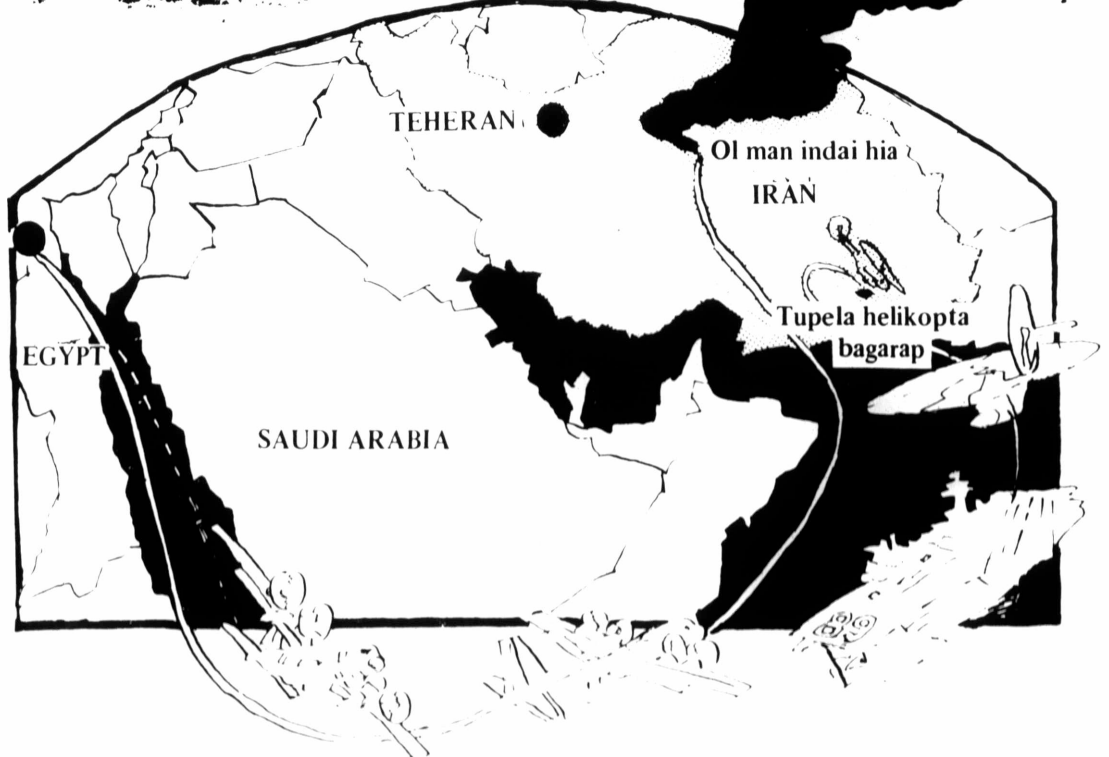 TEHERAN
Ol man indai hia
IRAN
Tupela helikopta
bagarap
EGYPT
SAUDI ARABIA